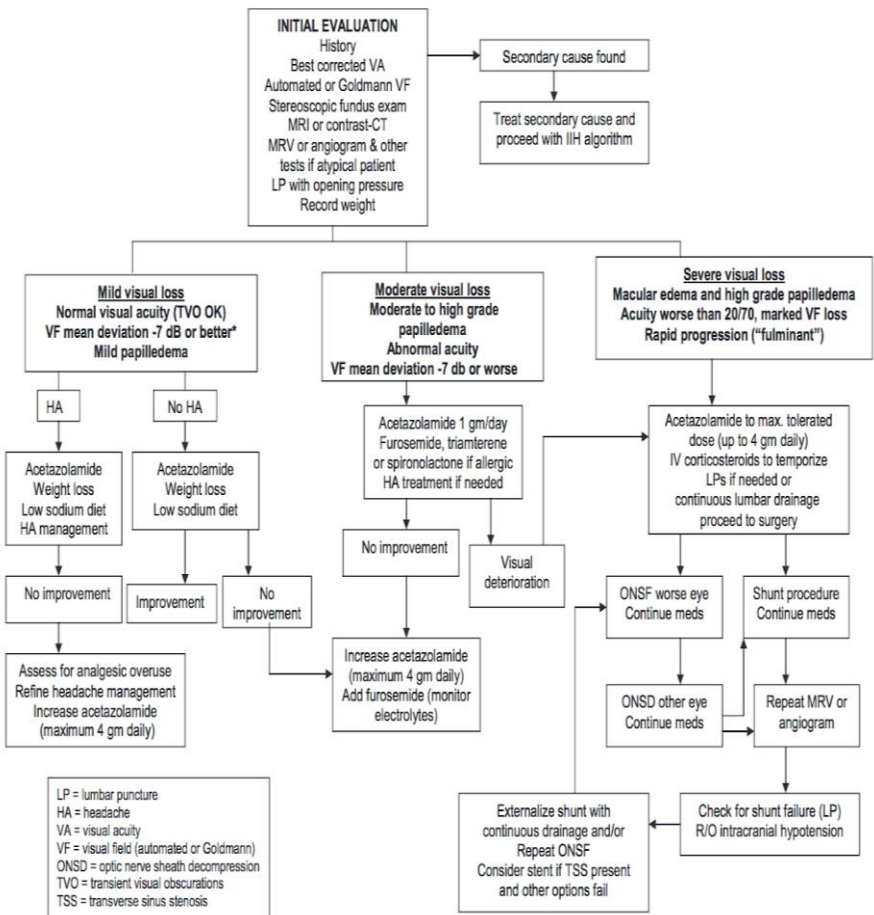 INITIAL EVALUATION
History
Best corrected VA
Automated or Goldmann VF
Stereoscopic fundus exam
MRI or contrast-CT
MRV or angiogram & other
tests if atypical patient
LP with opening pressure
Record weight
Secondary cause found
Treat secondary cause and
proceed with IIH algorithm
Mild visual loss
Normal visual acuity (TVO OK)
VF mean deviation -7 dB or better*
Mild papilledema
Moderate visual loss
Moderate to high grade
papilledema
Abnormal acuity
VF mean deviation -7 db or worse
Severe visual loss
Macular edema and high grade papilledema
Acuity worse than 20/70, marked VF loss
Rapid progression (“fulminant”)
HA
No HA
Acetazolamide
Weight loss
Low sodium diet
HA management
Acetazolamide
Weight loss
Low sodium diet
Acetazolamide 1 gm/day
Furosemide, triamterene
or spironolactone if allergic
HA treatment if needed
Acetazolamide to max. tolerated
dose (up to 4 gm daily)
IV corticosteroids to temporize
LPs if needed or
continuous lumbar drainage
proceed to surgery
No improvement
Improvement
No
improvement
No improvement
Visual
deterioration
ONSF worse eye
Continue meds
Shunt procedure
Continue meds
Assess for analgesic overuse
Refine headache management
Increase acetazolamide
(maximum 4 gm daily)
Increase acetazolamide
(maximum 4 gm daily)
Add furosemide (monitor
electrolytes)
ONSD other eye
Continue meds
Repeat MRV or
angiogram
LP = lumbar puncture
HA = headache
VA = visual acuity
VF = visual field (automated or Goldmann)
ONSD = optic nerve sheath decompression
TVO = transient visual obscurations
TSS = transverse sinus stenosis
Externalize shunt with
continuous drainage and/or
Repeat ONSF
Consider stent if TSS present
and other options fail
Check for shunt failure (LP)
R/O intracranial hypotension